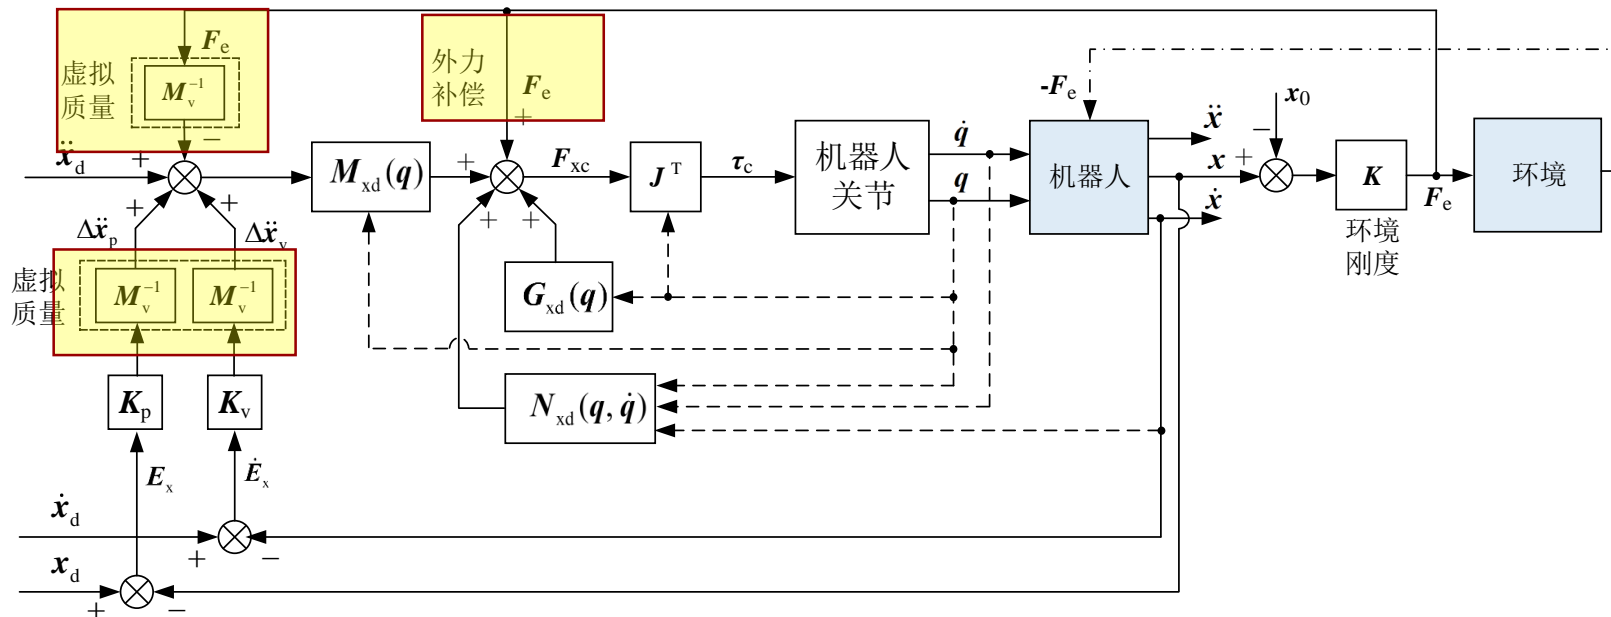 F_e
虚拟
质量
M_v^{-1}
−
ẍ_d
+
外力
补偿
F_e
+
M_xd(q)
+
F_xc
J^T
τ_c
机器人
关节
q̇
q
-F_e
机器人
ẍ
x
ẋ
+
−
x_0
K
环境
刚度
F_e
环境
+
+
Δẍ_p
Δẍ_v
虚拟
质量
M_v^{-1}
M_v^{-1}
+
+
G_xd(q)
N_xd(q, q̇)
K_p
K_v
E_x
Ė_x
ẋ_d
+
−
x_d
+
−